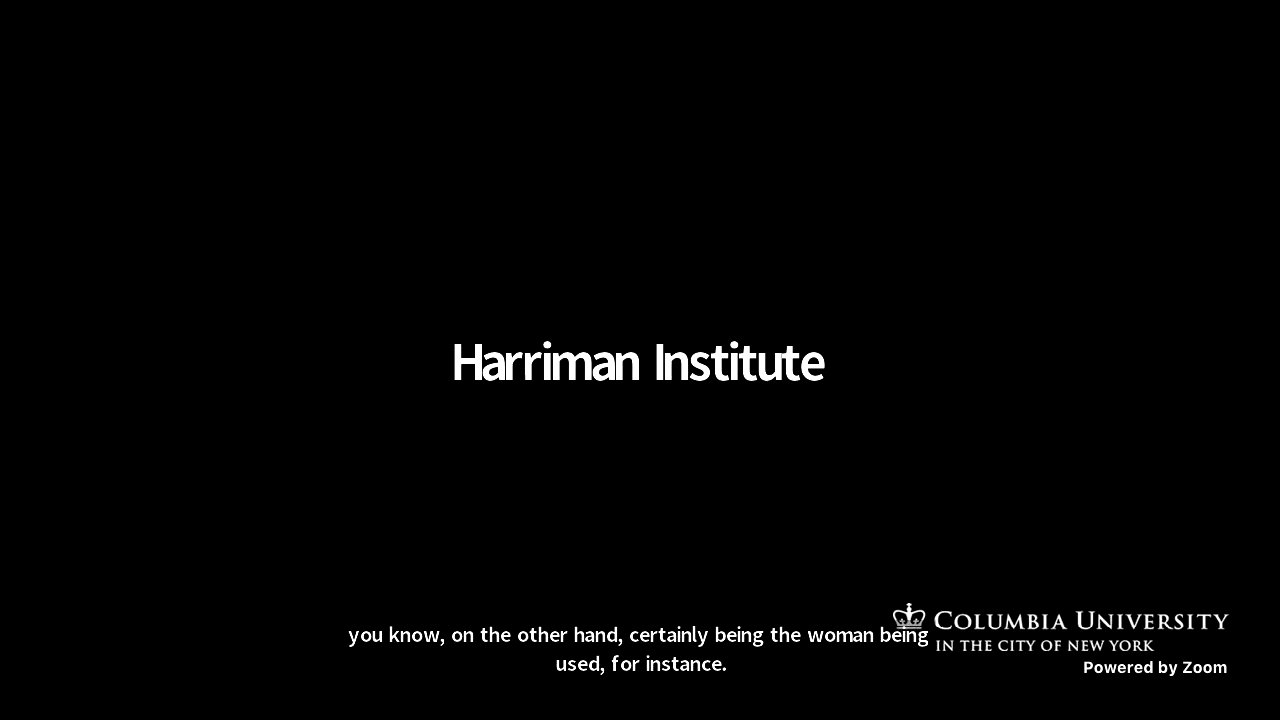 Harriman Institute
you know, on the other hand, certainly being the woman being
used, for instance.
COLUMBIA UNIVERSITY
IN THE CITY OF NEW YORK
Powered by Zoom